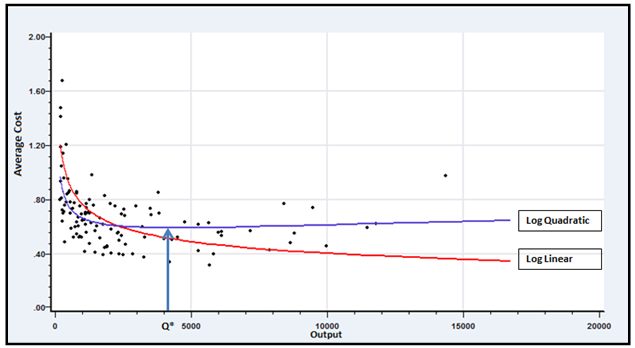 2.00
1.60
1.20
.80
.40
.00
Average Cost
Log Quadratic
Log Linear
0
Q*
5000
10000
15000
20000
Output